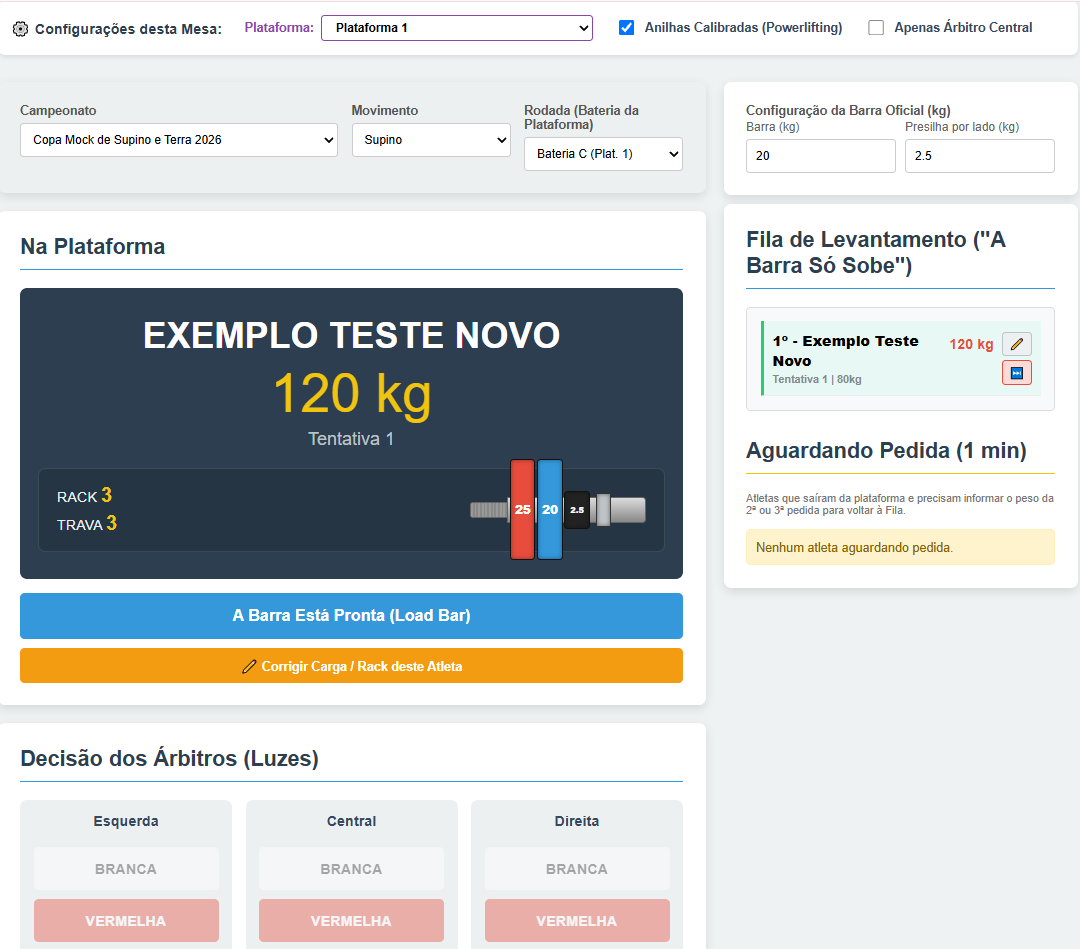 Configurações desta Mesa:
Plataforma:
Plataforma 1
Anilhas Calibradas (Powerlifting)
Apenas Árbitro Central
Campeonato
Copa Mock de Supino e Terra 2026
Movimento
Supino
Rodada (Bateria da
Plataforma)
Bateria C (Plat. 1)
Configuração da Barra Oficial (kg)
Barra (kg)
20
Presilha por lado (kg)
2.5
Na Plataforma
EXEMPLO TESTE NOVO
120 kg
Tentativa 1
RACK 3
TRAVA 3
25
20
2.5
A Barra Está Pronta (Load Bar)
Corrigir Carga / Rack deste Atleta
Fila de Levantamento ("A
Barra Só Sobe")
1º - Exemplo Teste
Novo
Tentativa 1 | 80kg
120 kg
Aguardando Pedida (1 min)
Atletas que saíram da plataforma e precisam informar o peso da
2ª ou 3ª pedida para voltar à Fila.
Nenhum atleta aguardando pedida.
Decisão dos Árbitros (Luzes)
Esquerda
BRANCA
VERMELHA
Central
BRANCA
VERMELHA
Direita
BRANCA
VERMELHA